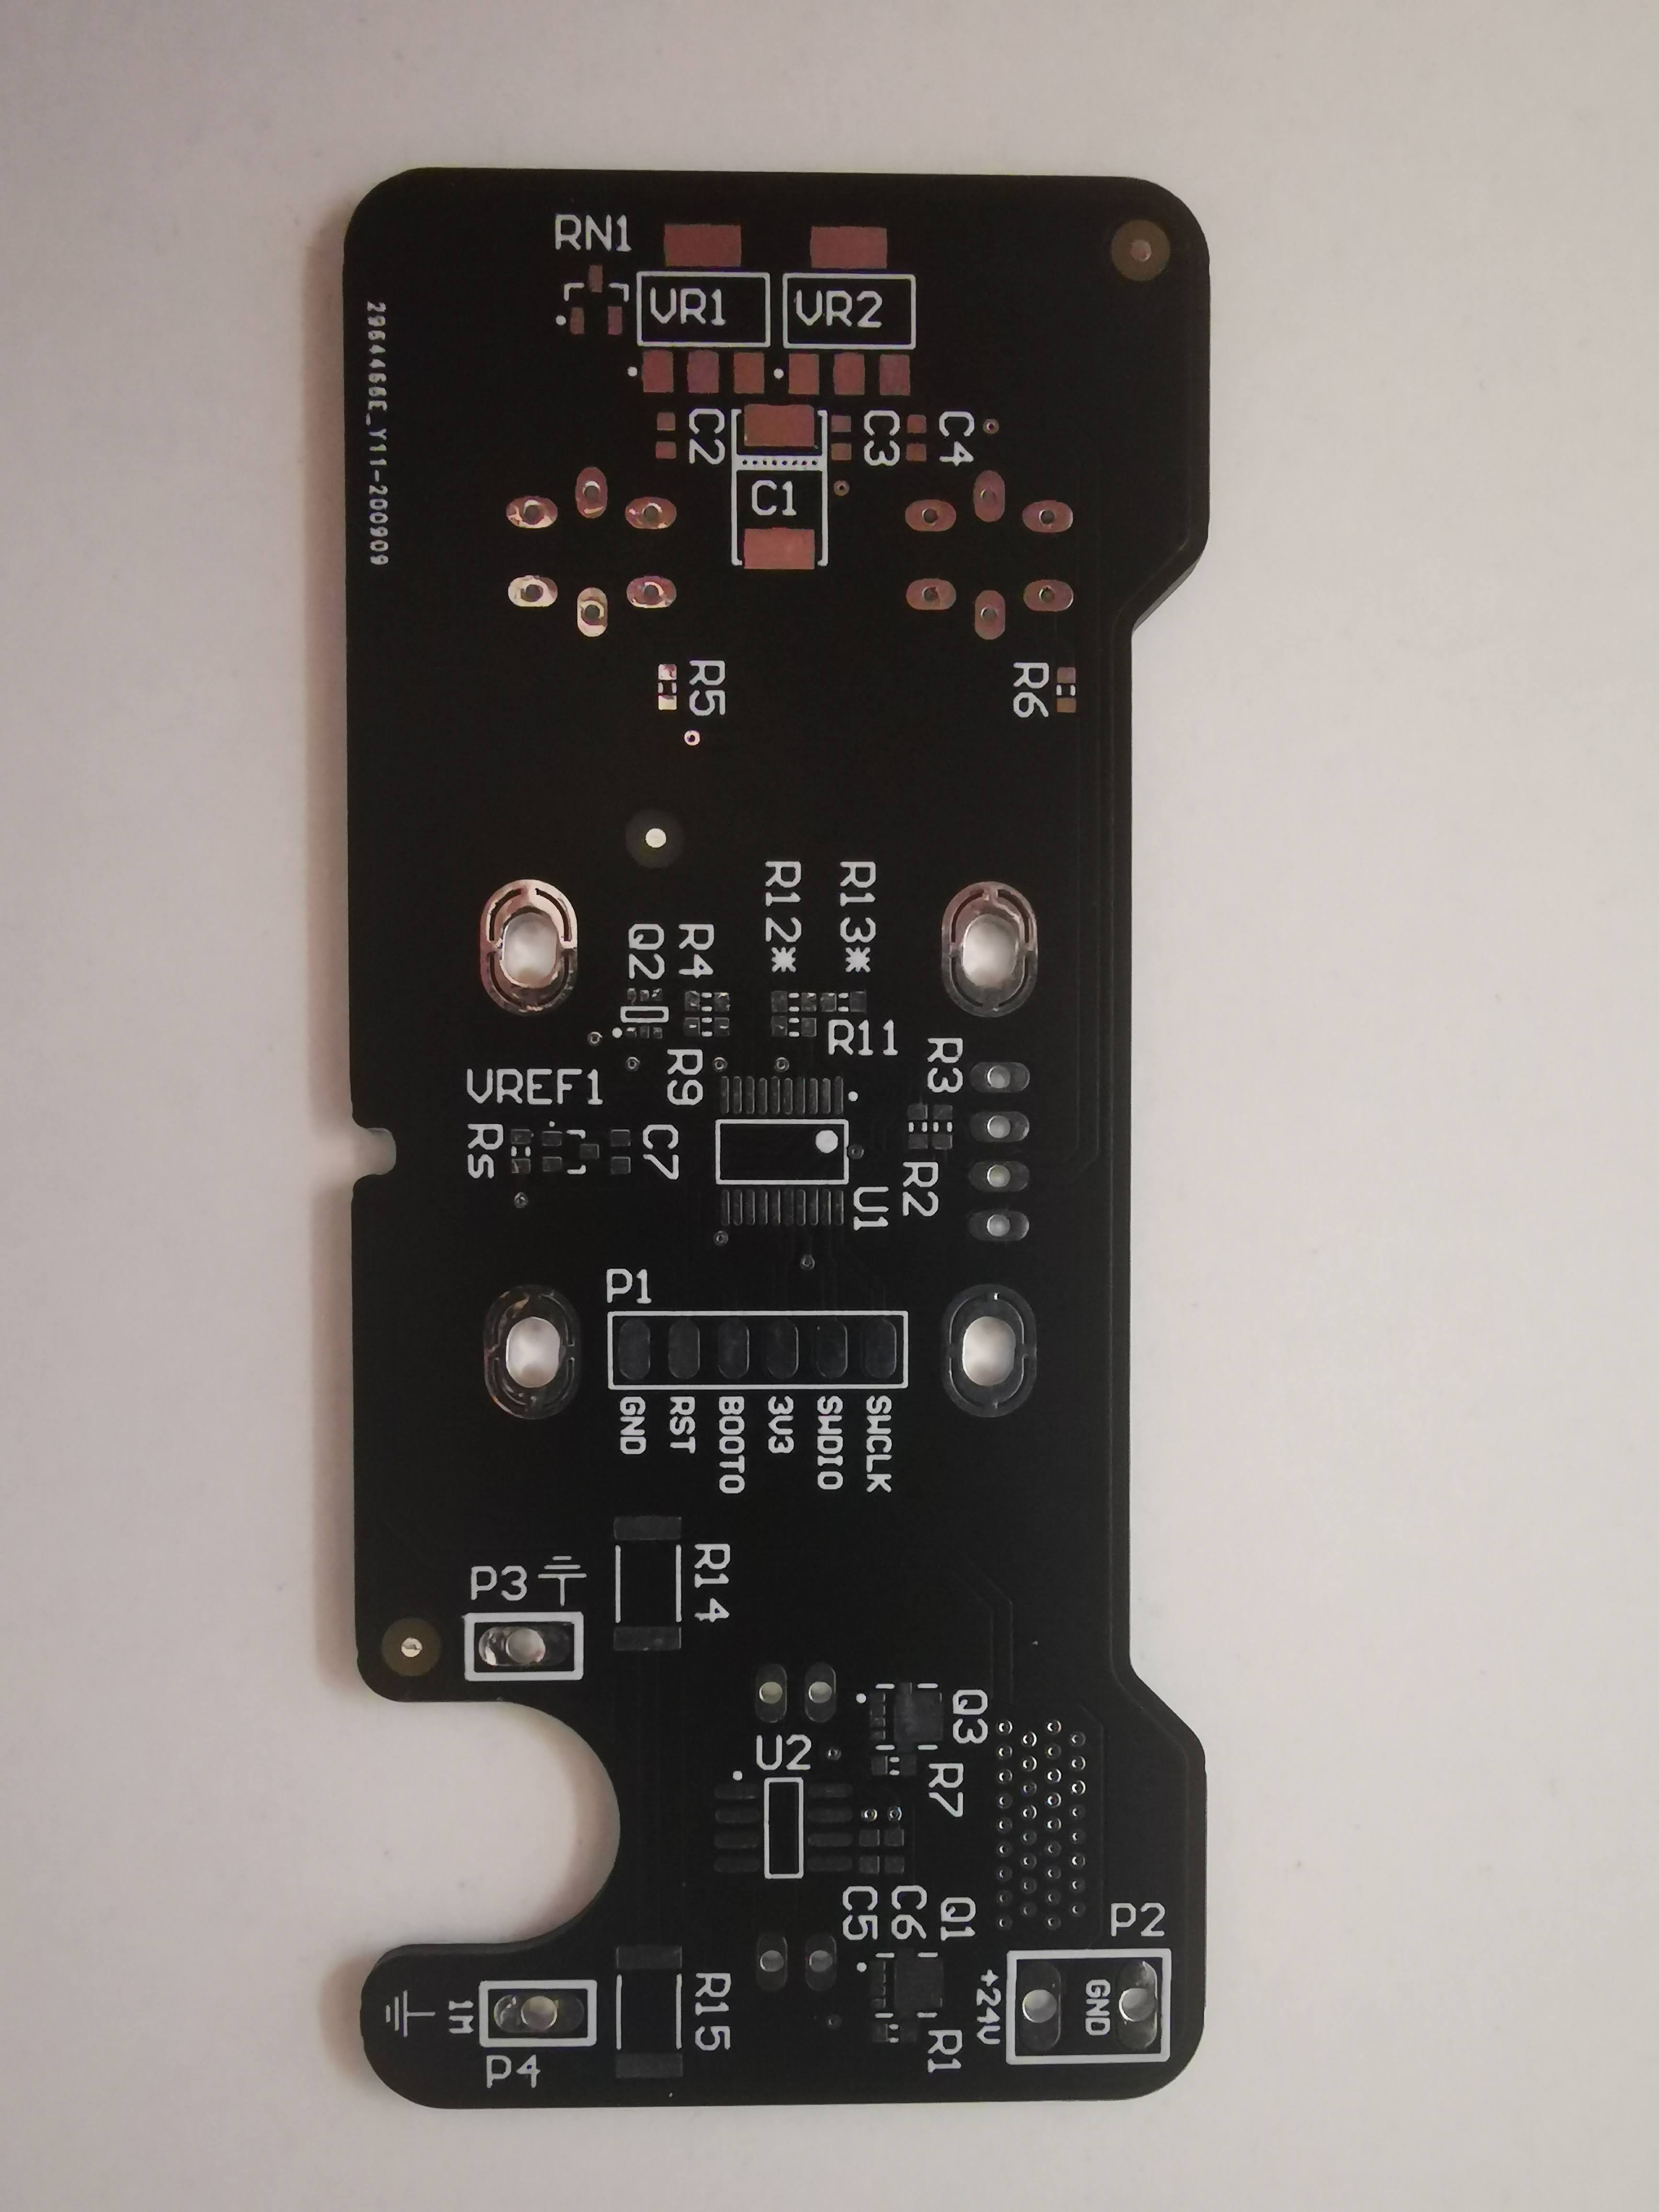 P2
GND
+24V
R6
C4
C3
VR2
C1
VR1
C2
RN1
R5
R3
R2
R11
U1
R13*
R12*
R4
R9
Q2
C7
VREF1
Rs
P1
SWCLK
SWDIO
3V3
BOOT0
RST
GND
Q3
R7
Q1
R1
C6
C5
U2
R14
R15
P3
P4
1M
2964466E_Y11-200909